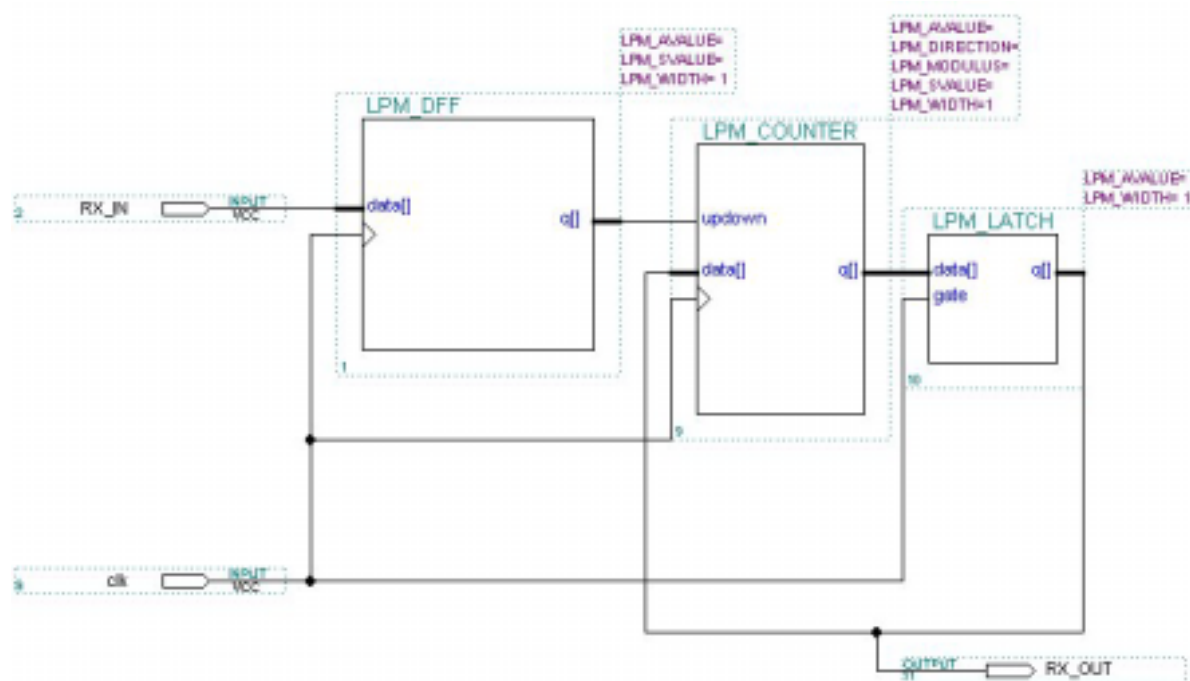 LPM_AVALUE=
LPM_SVALUE=
LPM_WIDTH= 1
LPM_AVALUE=
LPM_DIRECTION=
LPM_MODULUS=
LPM_SVALUE=
LPM_WIDTH=1
LPM_DFF
LPM_COUNTER
LPM_AVALUE=
LPM_WIDTH= 1
RX_IN
INPUT
VCC
data[]
q[]
updown
LPM_LATCH
data[]
q[]
data[]
q[]
gate
1
9
10
clk
INPUT
VCC
OUTPUT
11
RX_OUT